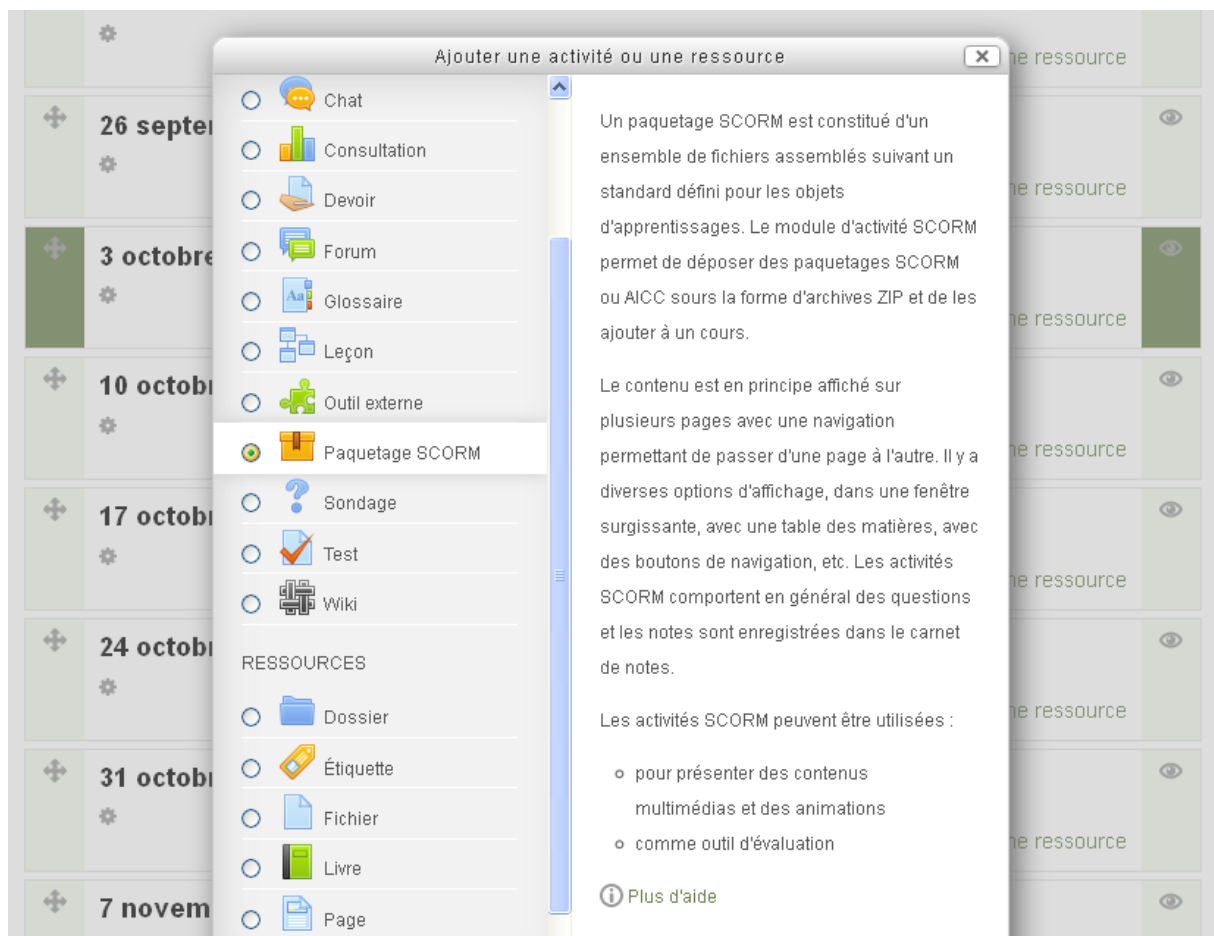 Ajouter une activité ou une ressource
Chat
Consultation
Devoir
Forum
Glossaire
Leçon
Outil externe
Paquetage SCORM
Sondage
Test
Wiki
RESSOURCES
Dossier
Étiquette
Fichier
Livre
Page
Un paquetage SCORM est constitué d'un
ensemble de fichiers assemblés suivant un
standard défini pour les objets
d'apprentissages. Le module d'activité SCORM
permet de déposer des paquetages SCORM
ou AICC sours la forme d'archives ZIP et de les
ajouter à un cours.
Le contenu est en principe affiché sur
plusieurs pages avec une navigation
permettant de passer d'une page à l'autre. Il y a
diverses options d'affichage, dans une fenêtre
surgissante, avec une table des matières, avec
des boutons de navigation, etc. Les activités
SCORM comportent en général des questions
et les notes sont enregistrées dans le carnet
de notes.
Les activités SCORM peuvent être utilisées :
pour présenter des contenus
multimédias et des animations
comme outil d'évaluation
Plus d'aide
ne ressource
26 septe
ne ressource
3 octobre
ne ressource
10 octob
ne ressource
17 octob
ne ressource
24 octob
ne ressource
31 octob
ne ressource
7 novem